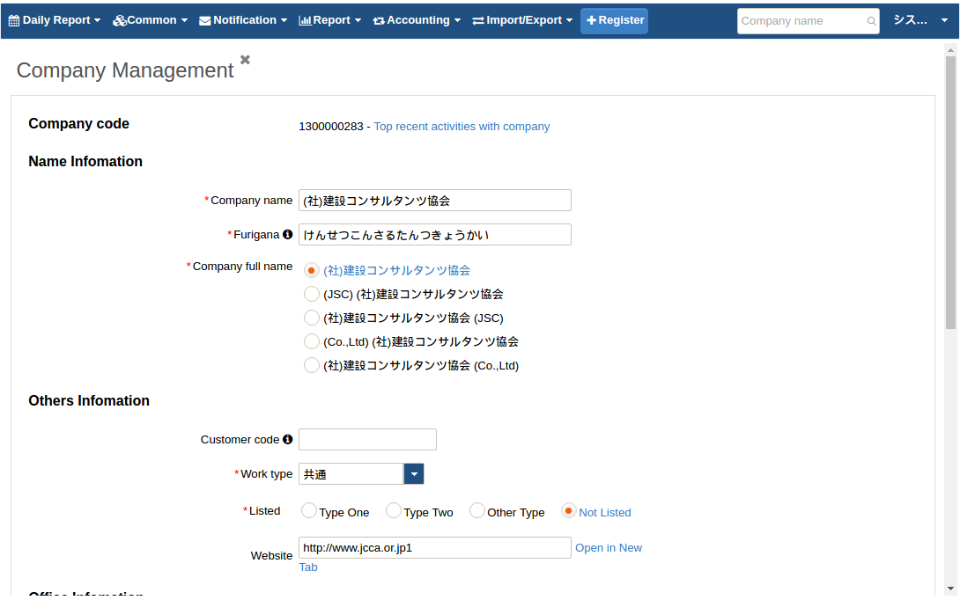 Daily Report Common Notification Report Accounting Import/Export Register Company name シス...
Company Management
Company code
1300000283 - Top recent activities with company
Name Infomation
*Company name (社)建設コンサルタンツ協会
*Furigana けんせつこんさるたんつきょうかい
*Company full name (社)建設コンサルタンツ協会
(JSC) (社)建設コンサルタンツ協会
(社)建設コンサルタンツ協会 (JSC)
(Co.,Ltd) (社)建設コンサルタンツ協会
(社)建設コンサルタンツ協会 (Co.,Ltd)
Others Infomation
Customer code
*Work type 共通
*Listed Type One Type Two Other Type Not Listed
Website http://www.jcca.or.jp1 Open in New
Tab
Office Infomation